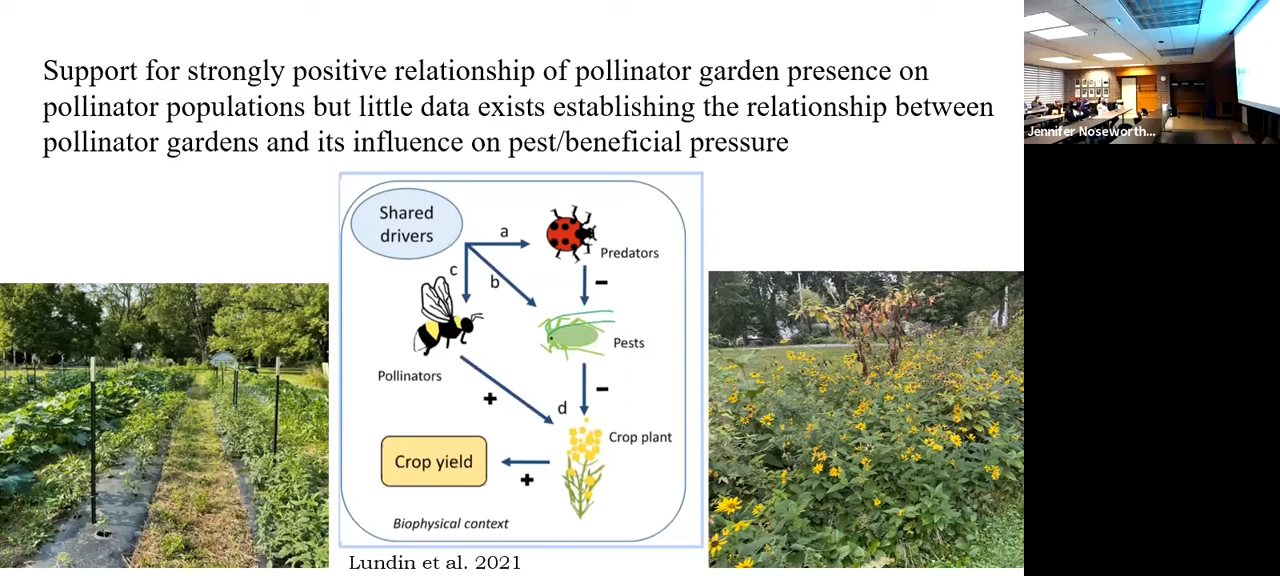 Support for strongly positive relationship of pollinator garden presence on
pollinator populations but little data exists establishing the relationship between
pollinator gardens and its influence on pest/beneficial pressure
Shared
drivers
a
Predators
c
b
–
Pests
Pollinators
–
+
d
Crop plant
Crop yield
+
Biophysical context
Lundin et al. 2021
Jennifer Noseworth...